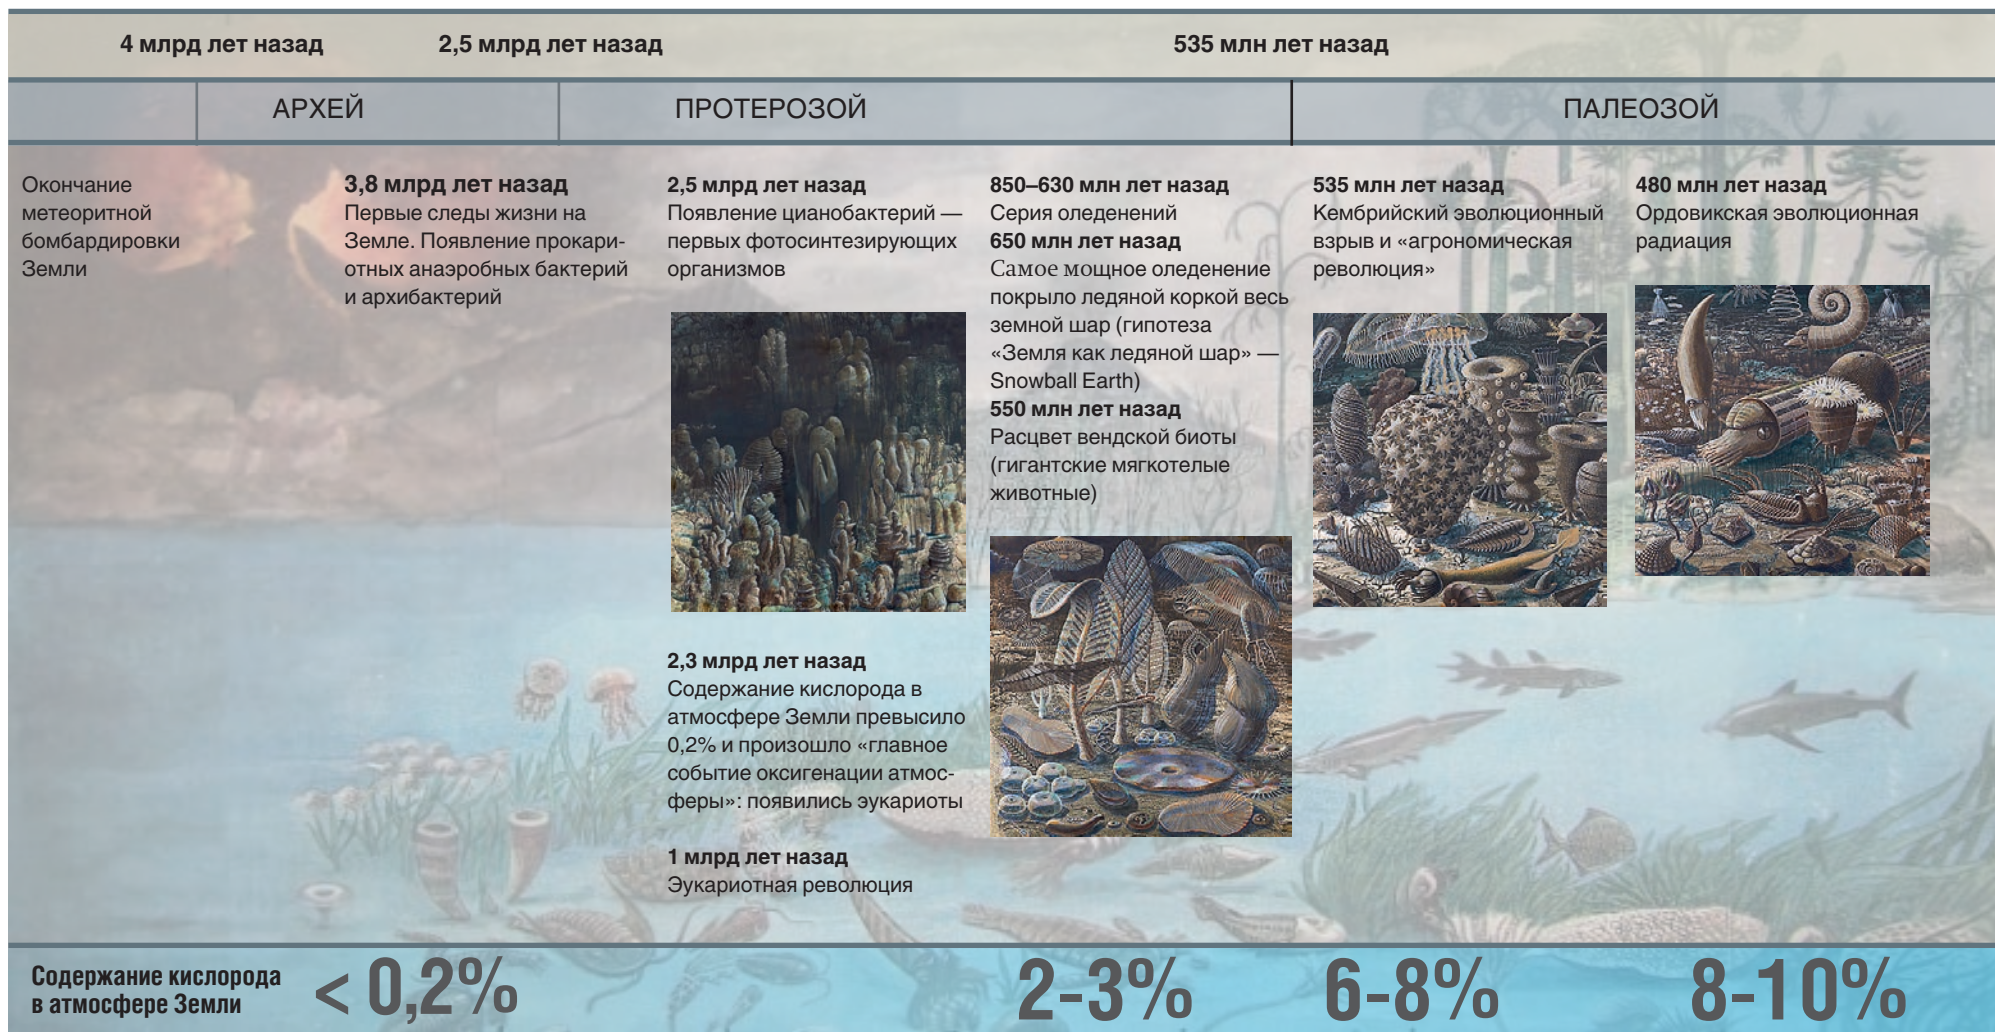 4 млрд лет назад
2,5 млрд лет назад
535 млн лет назад
АРХЕЙ
ПРОТЕРОЗОЙ
ПАЛЕОЗОЙ
Окончание
метеоритной
бомбардировки
Земли
3,8 млрд лет назад
Первые следы жизни на
Земле. Появление прокари-
отных анаэробных бактерий
и архибактерий
2,5 млрд лет назад
Появление цианобактерий —
первых фотосинтезирующих
организмов
2,3 млрд лет назад
Содержание кислорода в
атмосфере Земли превысило
0,2% и произошло «главное
событие оксигенации атмос-
феры»: появились эукариоты
1 млрд лет назад
Эукариотная революция
850–630 млн лет назад
Серия оледенений
650 млн лет назад
Самое мощное оледенение
покрыло ледяной коркой весь
земной шар (гипотеза
«Земля как ледяной шар» —
Snowball Earth)
550 млн лет назад
Расцвет вендской биоты
(гигантские мягкотелые
животные)
535 млн лет назад
Кембрийский эволюционный
взрыв и «агрономическая
революция»
480 млн лет назад
Ордовикская эволюционная
радиация
Содержание кислорода
в атмосфере Земли
< 0,2%
2-3%
6-8%
8-10%